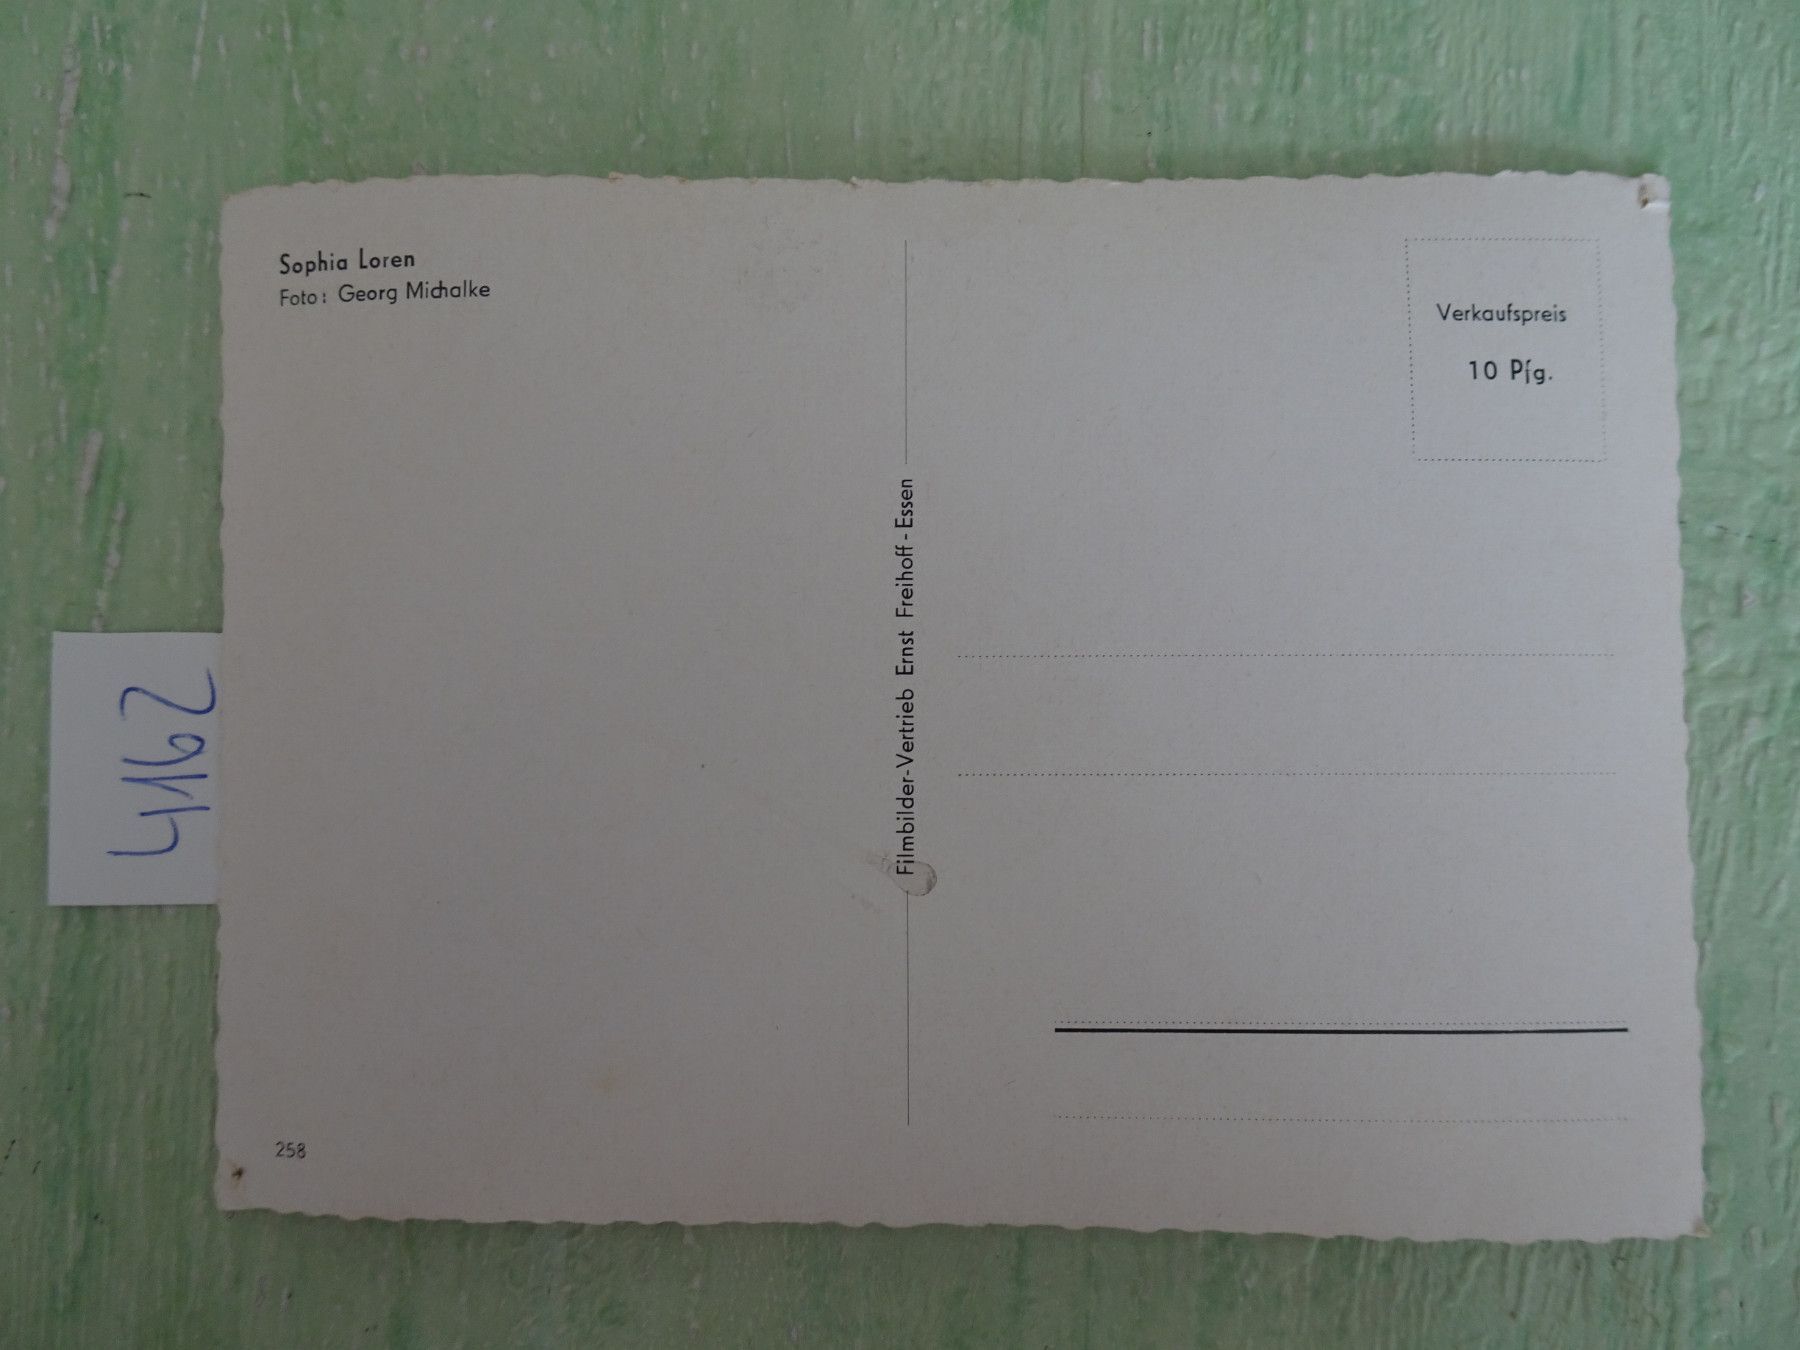 Sophia Loren
Foto: Georg Michalke
Verkaufspreis
10 Pfg.
Filmbilder-Vertrieb Ernst Freihoff - Essen
258
4162